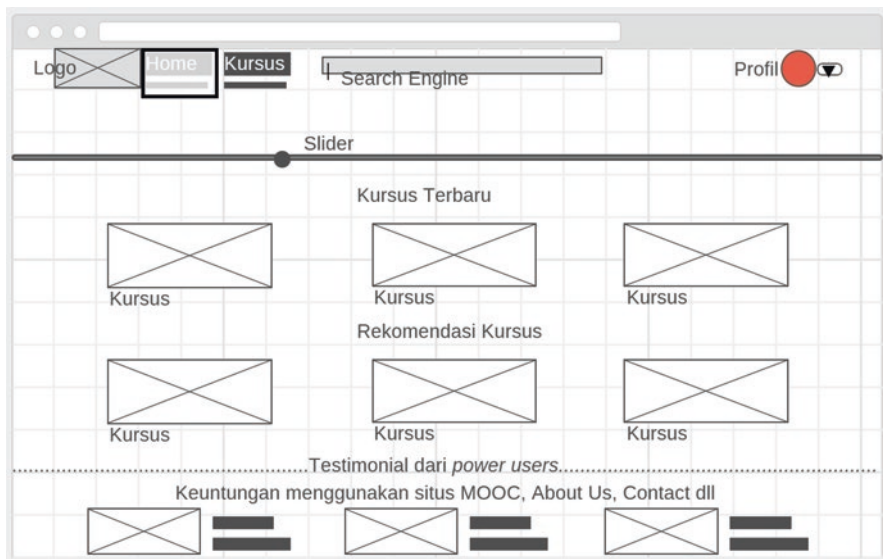 Logo Home Kursus Search Engine Profil
Slider
Kursus Terbaru
Kursus Kursus Kursus
Rekomendasi Kursus
Kursus Kursus Kursus
Testimonial dari power users
Keuntungan menggunakan situs MOOC, About Us, Contact dll